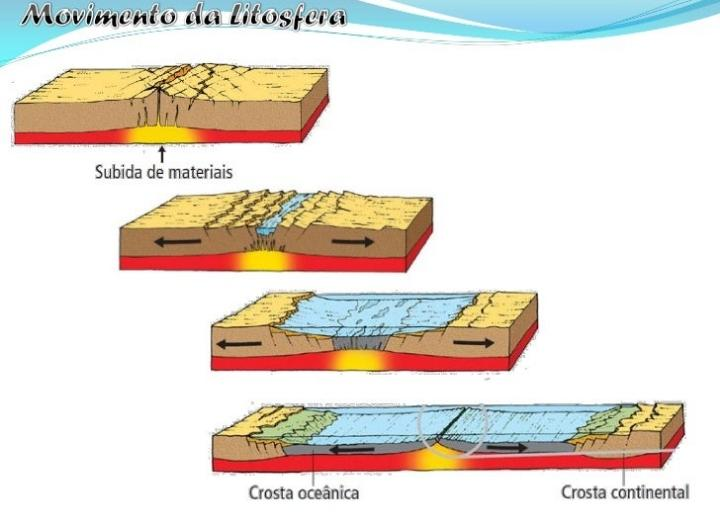 Movimento da Litosfera
Subida de materiais
Crosta oceânica
Crosta continental